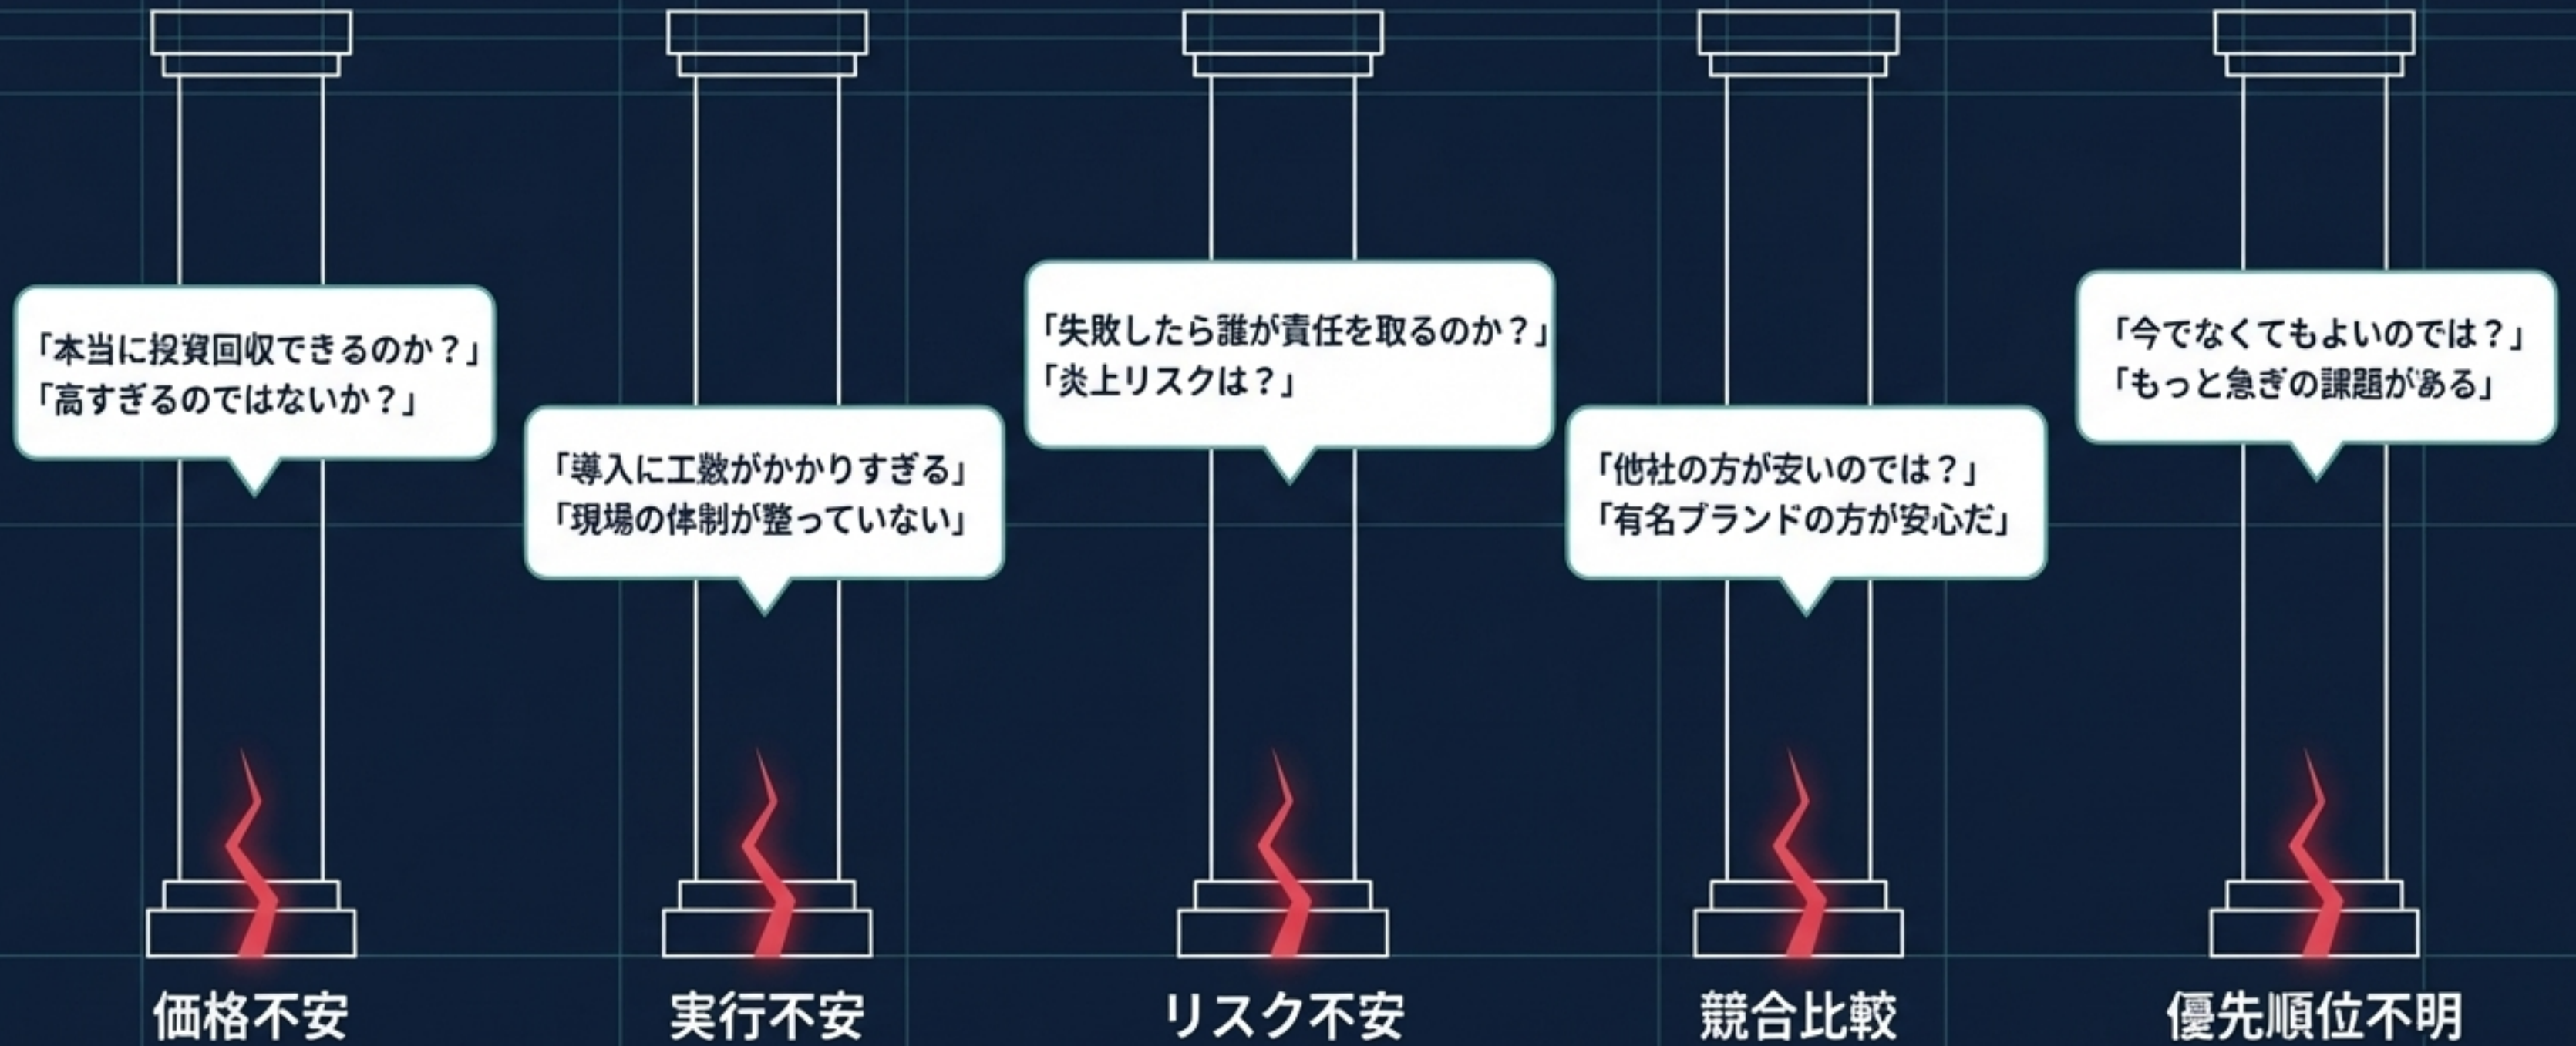 「本当に投資回収できるのか？」
「高すぎるのではないか？」
「導入に工数がかかりすぎる」
「現場の体制が整っていない」
「失敗したら誰が責任を取るのか？」
「炎上リスクは？」
「他社の方が安いのでは？」
「有名ブランドの方が安心だ」
「今でなくてもよいのでは？」
「もっと急ぎの課題がある」
価格不安
実行不安
リスク不安
競合比較
優先順位不明